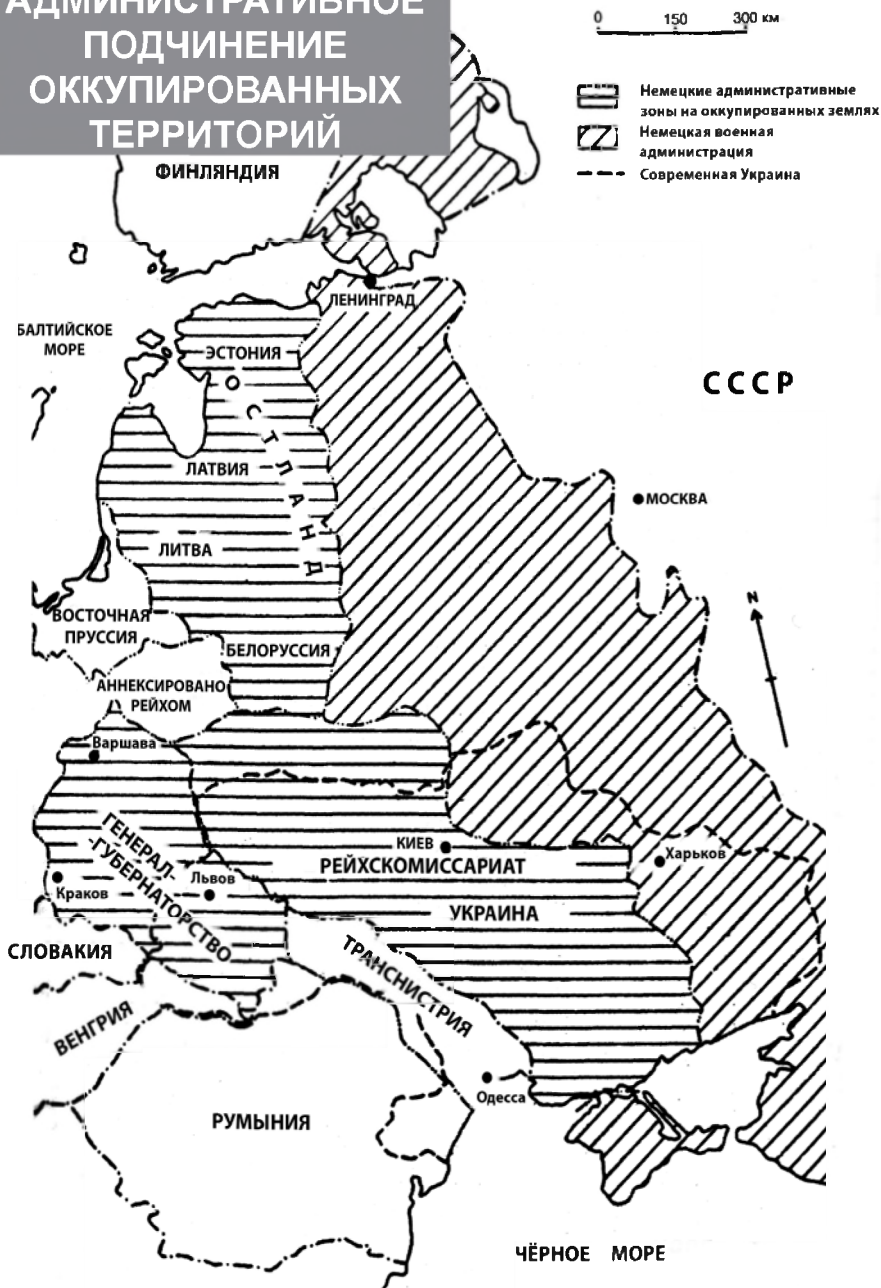 АДМИНИСТРАТИВНОЕ
ПОДЧИНЕНИЕ
ОККУПИРОВАННЫХ
ТЕРРИТОРИЙ
0 150 300 км
Немецкие административные
зоны на оккупированных землях
Немецкая военная
администрация
Современная Украина
ФИНЛЯНДИЯ
ЛЕНИНГРАД
БАЛТИЙСКОЕ
МОРЕ
ЭСТОНИЯ
СССР
ОСТЛАНД
ЛАТВИЯ
МОСКВА
ЛИТВА
N
ВОСТОЧНАЯ
ПРУССИЯ
БЕЛОРУССИЯ
АННЕКСИРОВАНО
РЕЙХОМ
Варшава
ГЕНЕРАЛ-
-ГУБЕРНАТОРСТВО
КИЕВ
Харьков
РЕЙХСКОМИССАРИАТ
Львов
Краков
УКРАИНА
СЛОВАКИЯ
ТРАНСНИСТРИЯ
ВЕНГРИЯ
Одесса
РУМЫНИЯ
ЧЁРНОЕ МОРЕ